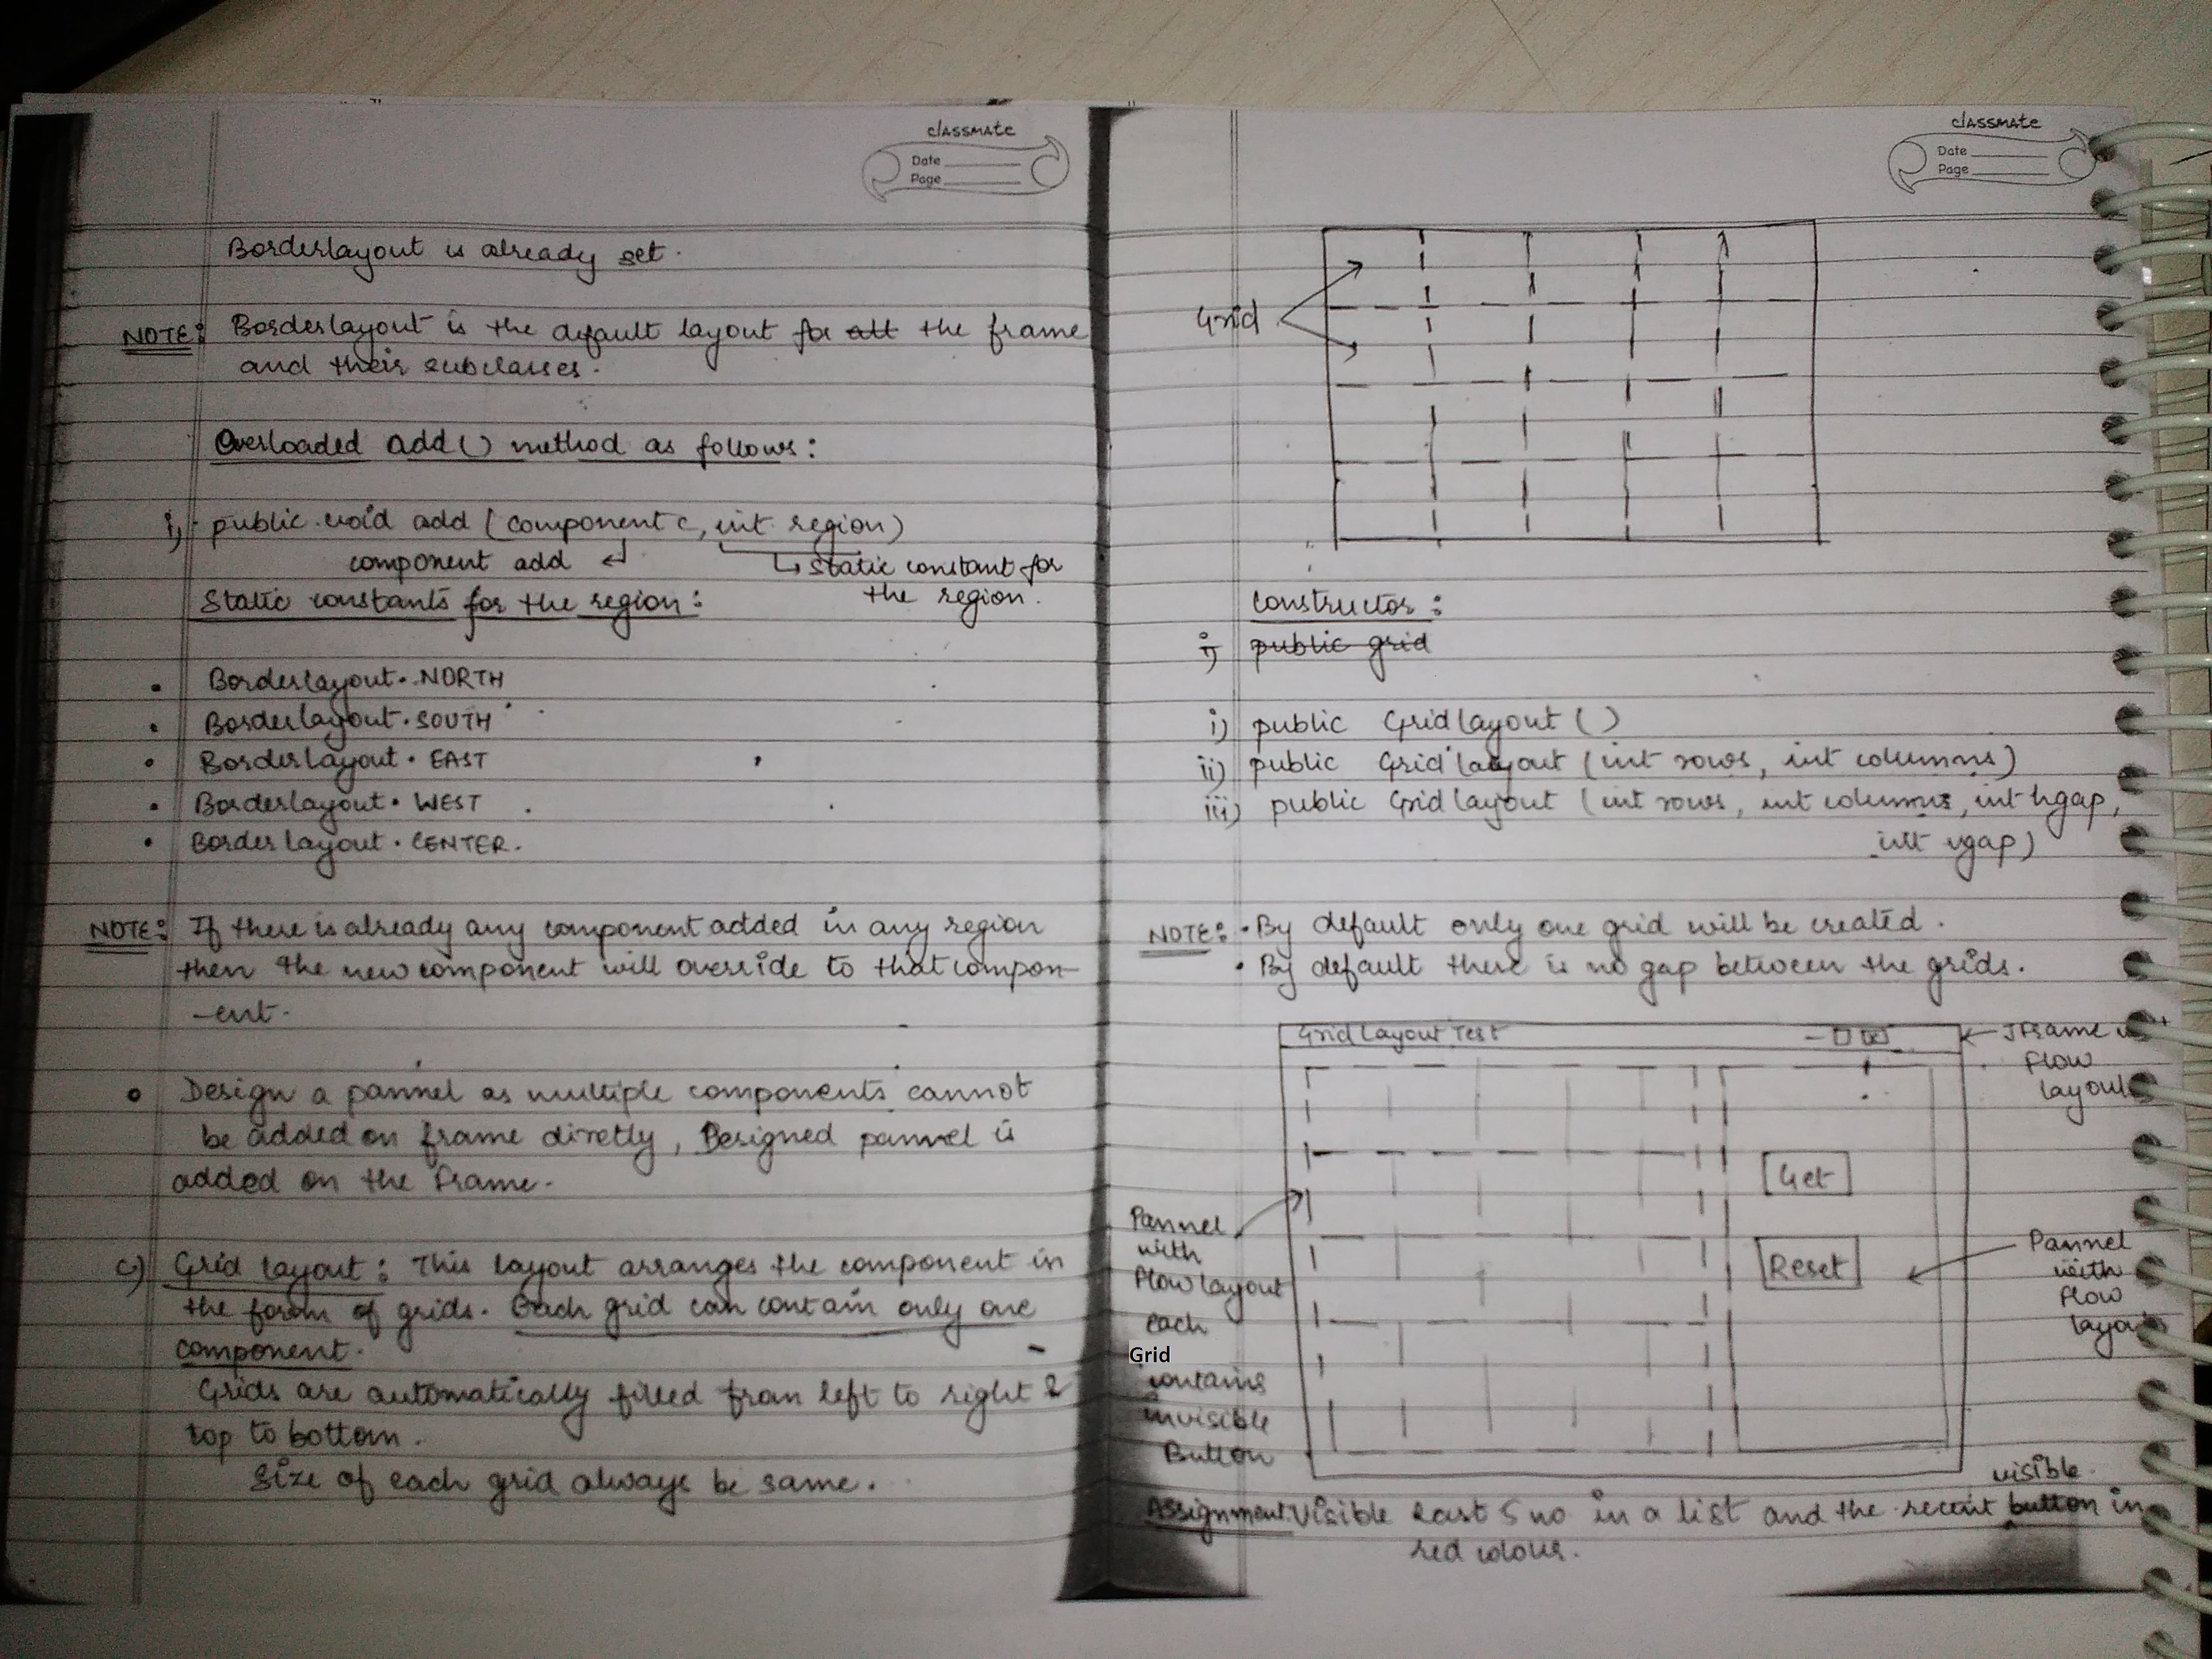 classmate
Date
Page
Borderlayout is already set.
NOTE: Borderlayout is the default layout for all the frame
and their subclasses.
Overloaded add() method as follows:
i) public void add (component c, int region)
component add
static constant for
the region.
Static constants for the region:
• Borderlayout. NORTH
• Borderlayout. SOUTH
• Borderlayout. EAST
• Borderlayout. WEST
• Borderlayout. CENTER.
NOTE: If there is already any component added in any region
then the new component will override to that compon-
-ent.
Design a pannel as multiple components cannot
be added on frame directly, Designed pannel is
added on the frame.
c) Grid layout: This layout arranges the component in
the form of grids. Each grid can contain only one
component.
Grids are automatically filled from left to right &
top to bottom.
Size of each grid always be same.
classmate
Date
Page
Grid
constructor:
i) public grid
i) public Gridlayout ()
ii) public Gridlayout (int rows, int columns)
iii) public Gridlayout (int rows, int columns, int hgap,
int vgap)
NOTE: • By default only one grid will be created.
• By default there is no gap between the grids.
Grid Layout Test
JFrame
flow
layout
Get
Reset
Pannel
with
Flow layout
each
Grid
contains
invisible
Button
Pannel
with
flow
layou
visible
Assignment: Visible last 5 no in a list and the recent button in
red colour.